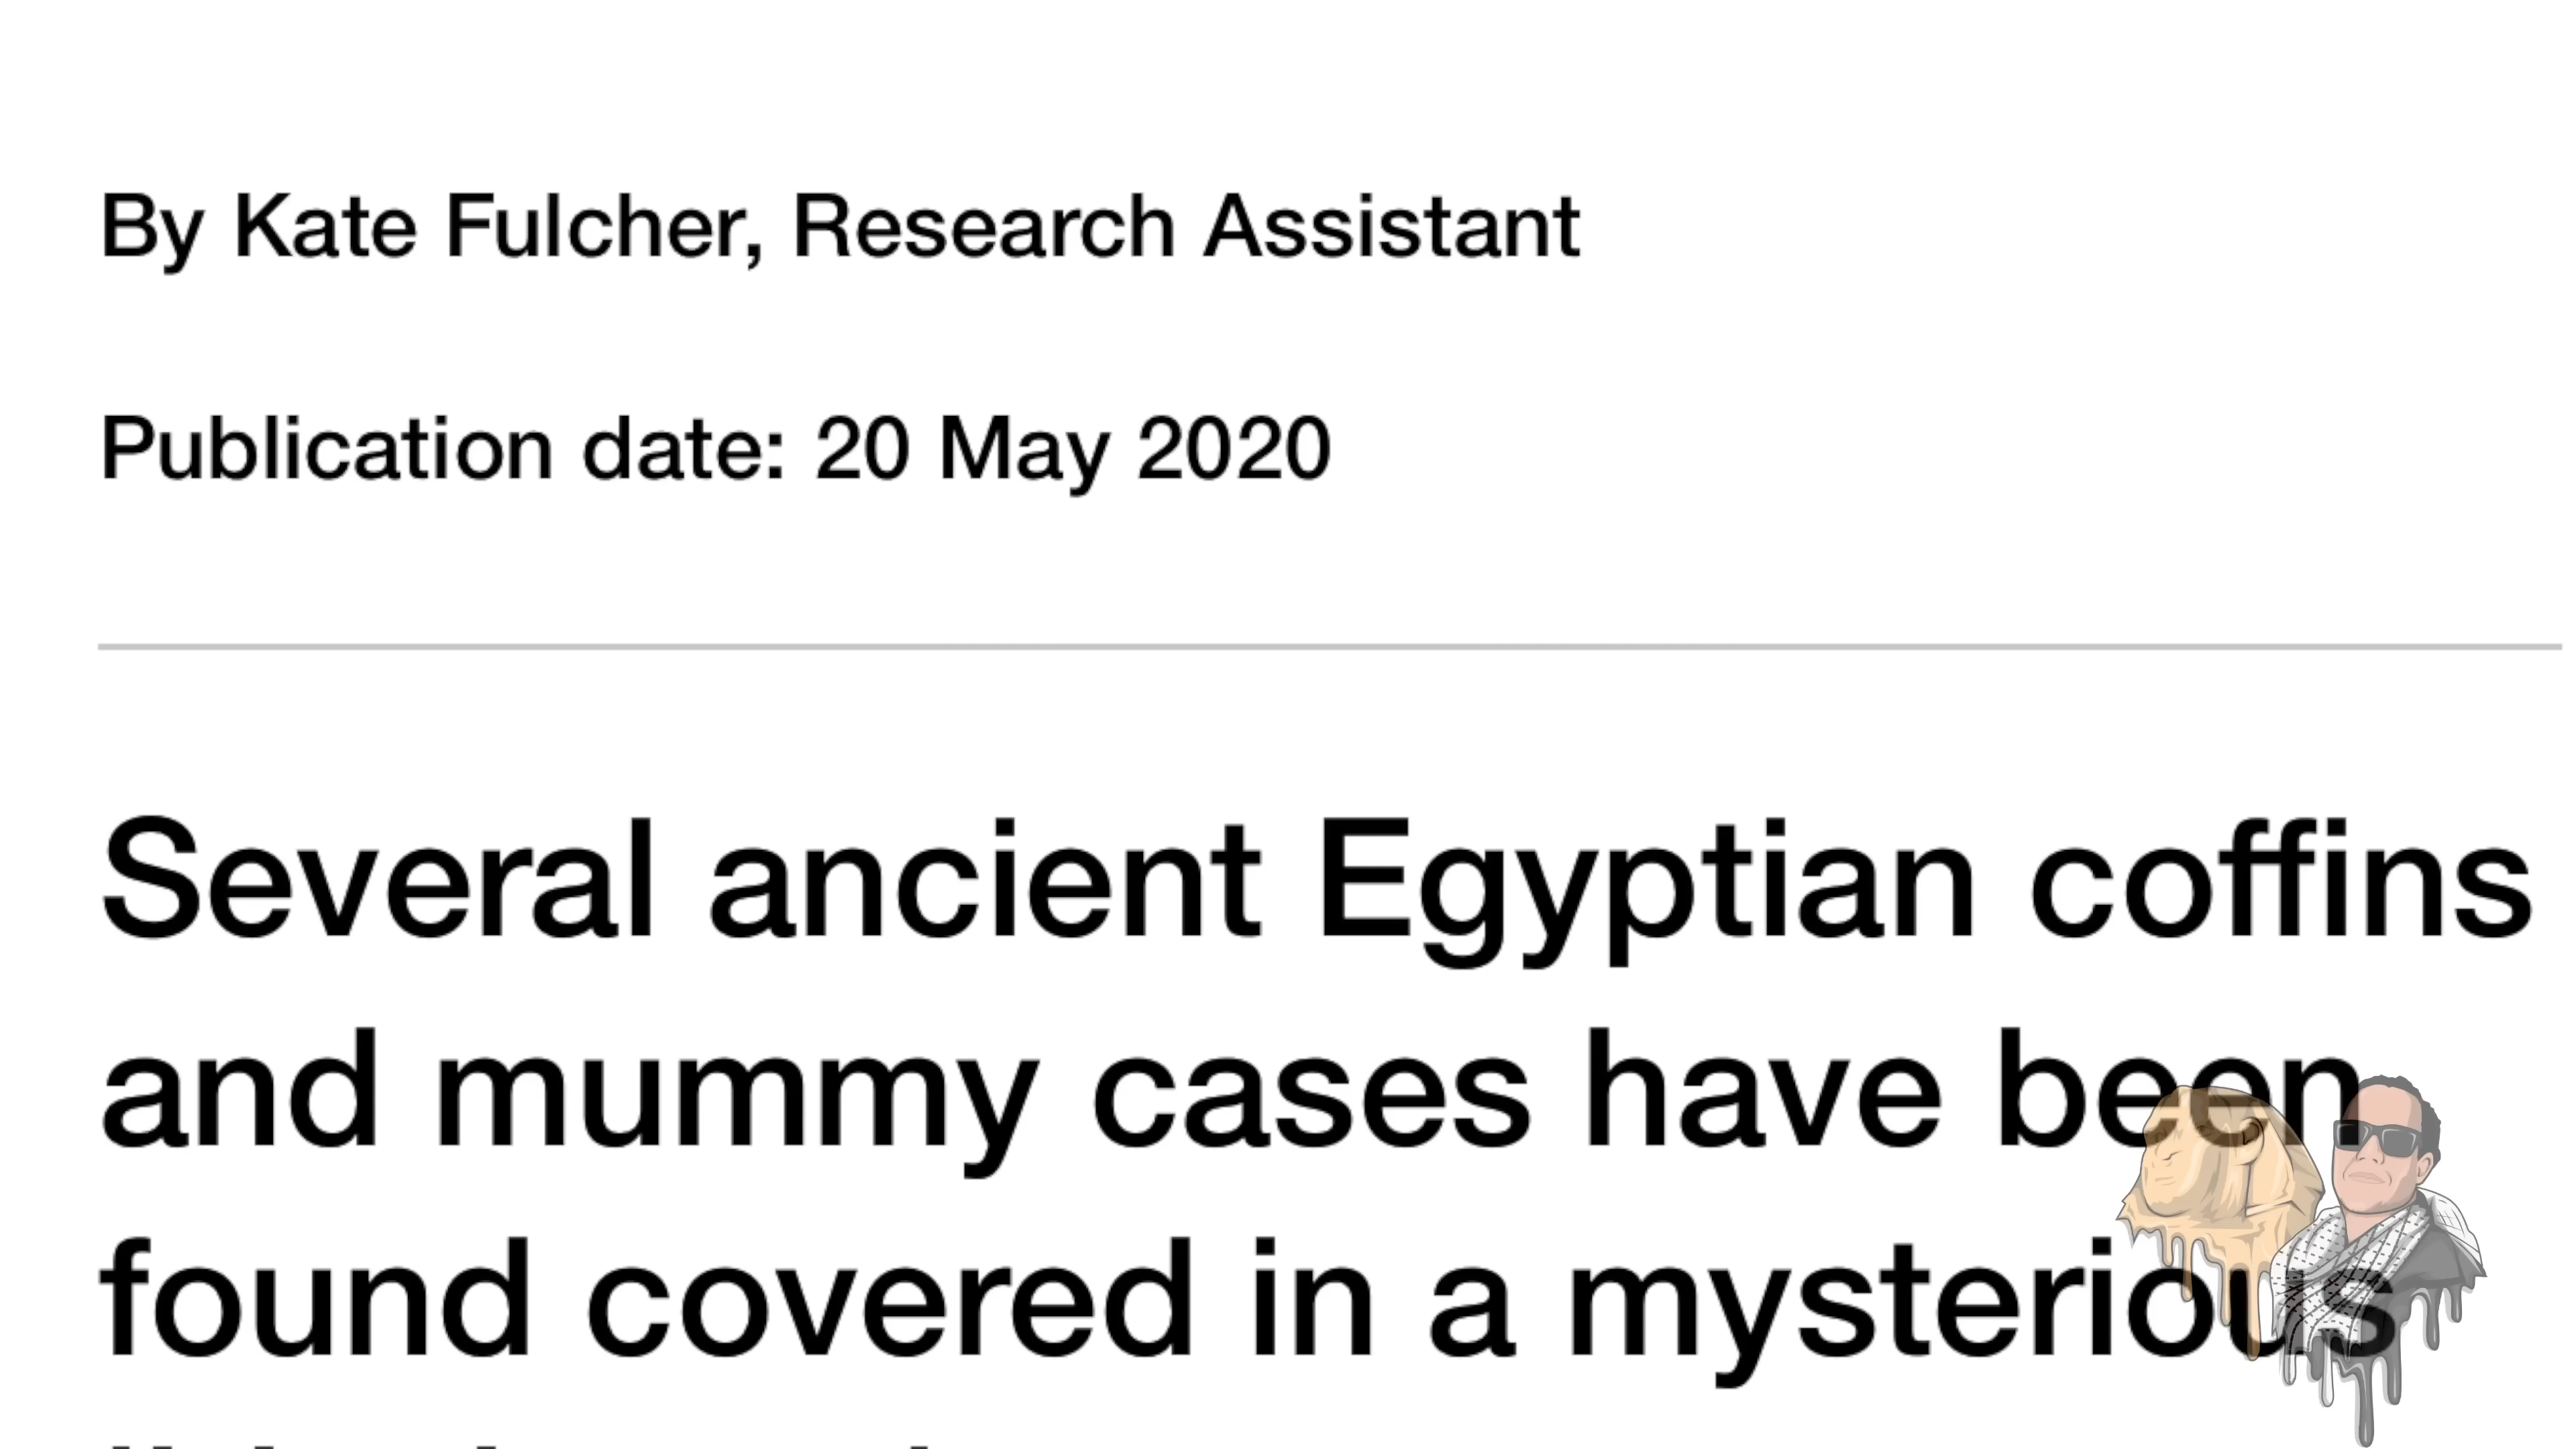 By Kate Fulcher, Research Assistant
Publication date: 20 May 2020
Several ancient Egyptian coffins
and mummy cases have been
found covered in a mysterious